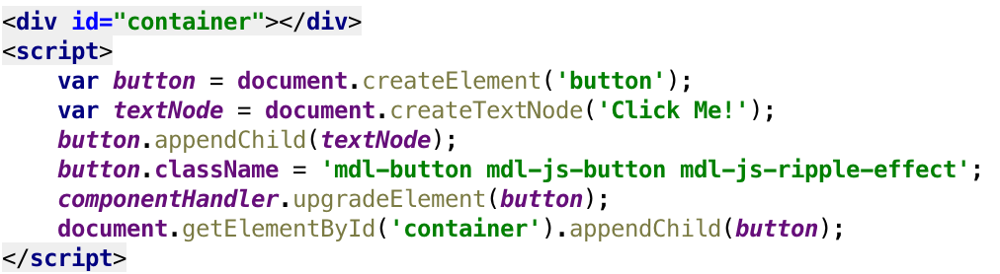 <div id="container"></div>
<script>
    var button = document.createElement('button');
    var textNode = document.createTextNode('Click Me!');
    button.appendChild(textNode);
    button.className = 'mdl-button mdl-js-button mdl-js-ripple-effect';
    componentHandler.upgradeElement(button);
    document.getElementById('container').appendChild(button);
</script>